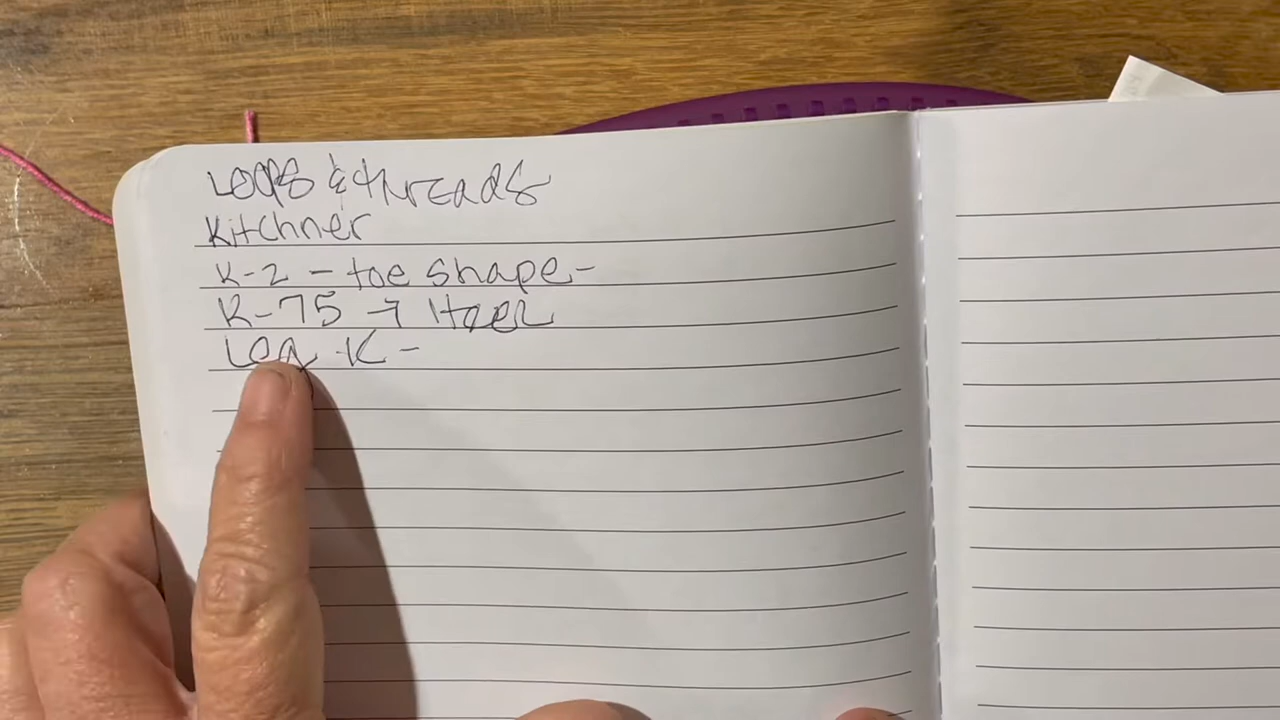 Loops & threads
Kitchner
K-2 - toe shape-
K-75 → Heel
Leg K -